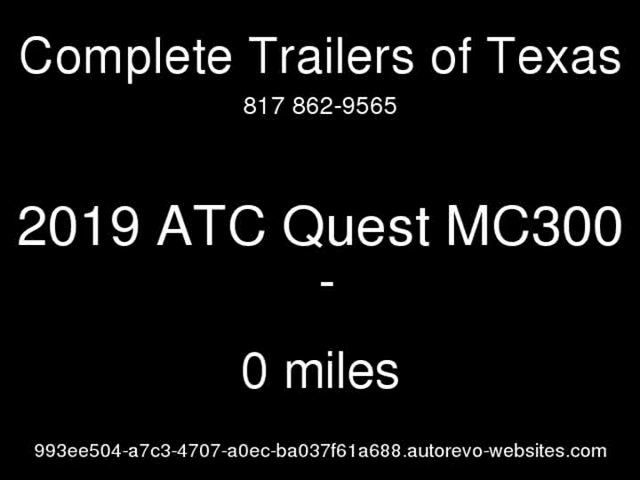 Complete Trailers of Texas
817 862-9565
2019 ATC Quest MC300
-
0 miles
993ee504-a7c3-4707-a0ec-ba037f61a688.autorevo-websites.com